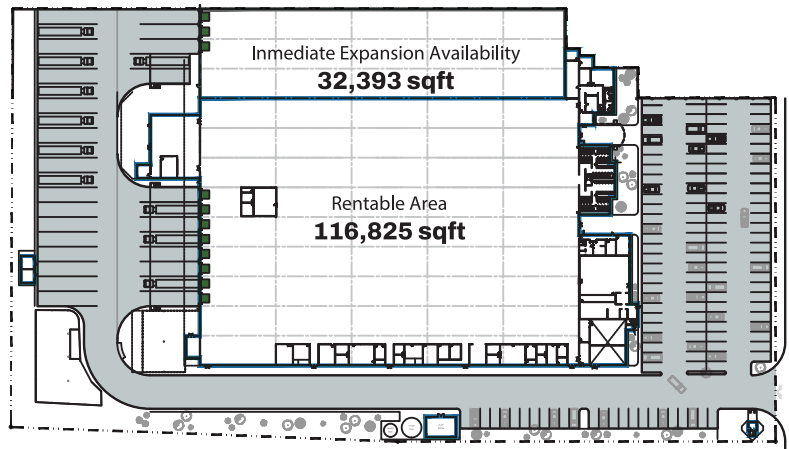 Inmediate Expansion Availability
32,393 sqft
Rentable Area
116,825 sqft